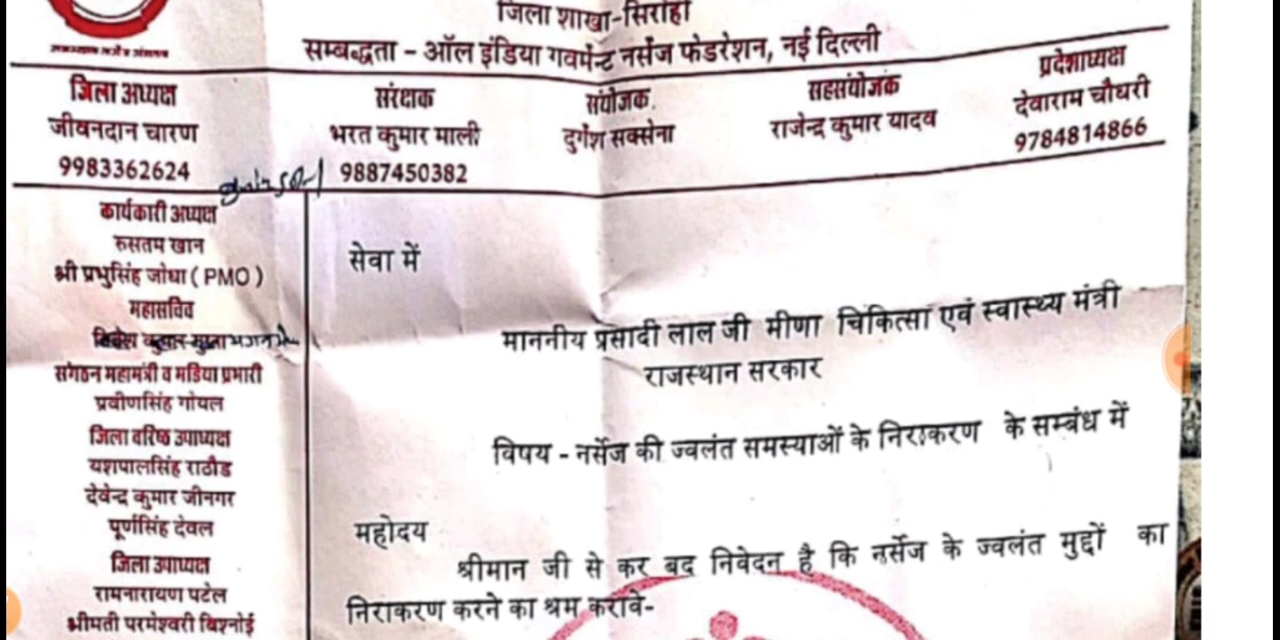 जिला शाखा-सिरोही
सम्बद्धता - ऑल इंडिया गवर्मेन्ट नर्सेज फेडरेशन, नई दिल्ली
जिला अध्यक्ष
जीवनदान चारण
9983362624
संरक्षक
भरत कुमार माली
9887450382
संयोजक
दुर्गेश सक्सेना
सहसंयोजक
राजेन्द्र कुमार यादव
प्रदेशाध्यक्ष
देवाराम चौधरी
9784814866
कार्यकारी अध्यक्ष
रुसतम खान
श्री प्रभुसिंह जोधा ( PMO )
महासचिव
संगठन महामंत्री व मडिया प्रभारी
प्रवीणसिंह गोयल
जिला वरिष्ठ उपाध्यक्ष
यशपालसिंह राठौड
देवेन्द्र कुमार जीनगर
पूर्णसिंह देवल
जिला उपाध्यक्ष
रामनारायण पटेल
श्रीमती परमेश्वरी बिश्नोई
सेवा में
माननीय प्रसादी लाल जी मीणा चिकित्सा एवं स्वास्थ्य मंत्री
राजस्थान सरकार
विषय - नर्सेज की ज्वलंत समस्याओं के निराकरण के सम्बंध में
महोदय
श्रीमान जी से कर बद निवेदन है कि नर्सेज के ज्वलंत मुद्दों का
निराकरण करने का श्रम करावे-